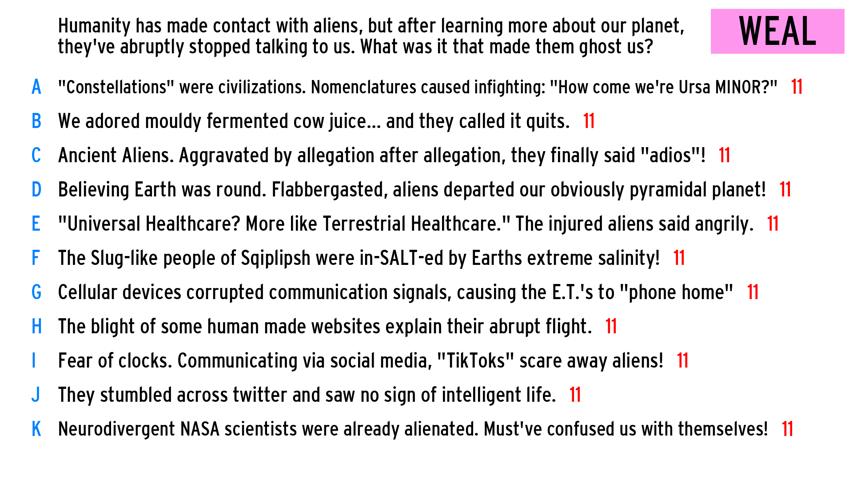 Humanity has made contact with aliens, but after learning more about our planet,
they've abruptly stopped talking to us. What was it that made them ghost us?
WEAL
A "Constellations" were civilizations. Nomenclatures caused infighting: "How come we're Ursa MINOR?" 11
B We adored mouldy fermented cow juice... and they called it quits. 11
C Ancient Aliens. Aggravated by allegation after allegation, they finally said "adios"! 11
D Believing Earth was round. Flabbergasted, aliens departed our obviously pyramidal planet! 11
E "Universal Healthcare? More like Terrestrial Healthcare." The injured aliens said angrily. 11
F The Slug-like people of Sqiplipsh were in-SALT-ed by Earths extreme salinity! 11
G Cellular devices corrupted communication signals, causing the E.T.'s to "phone home" 11
H The blight of some human made websites explain their abrupt flight. 11
I Fear of clocks. Communicating via social media, "TikToks" scare away aliens! 11
J They stumbled across twitter and saw no sign of intelligent life. 11
K Neurodivergent NASA scientists were already alienated. Must've confused us with themselves! 11